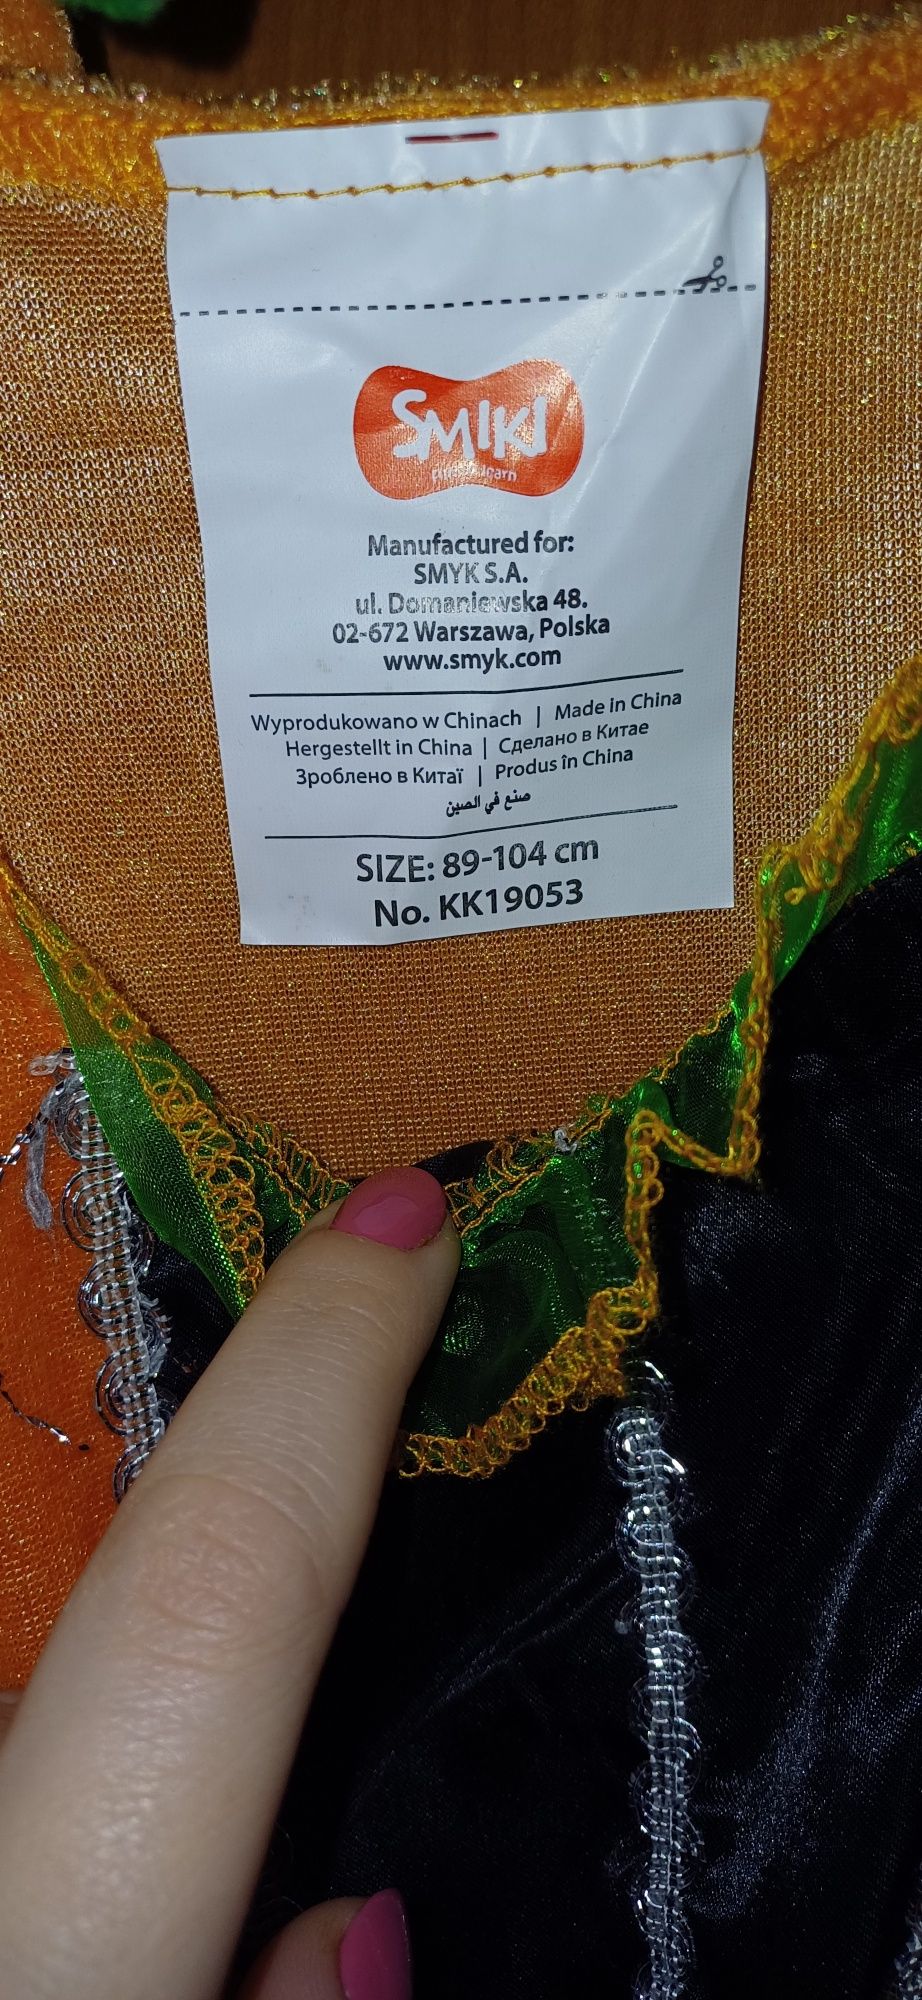 SMIKI
Manufactured for:
SMYK S.A.
ul. Domaniewska 48.
02-672 Warszawa, Polska
www.smyk.com
Wyprodukowano w Chinach | Made in China
Hergestellt in China | Сделано в Китае
Зроблено в Китаї | Produs în China
صنع في الصين
SIZE: 89-104 cm
No. KK19053